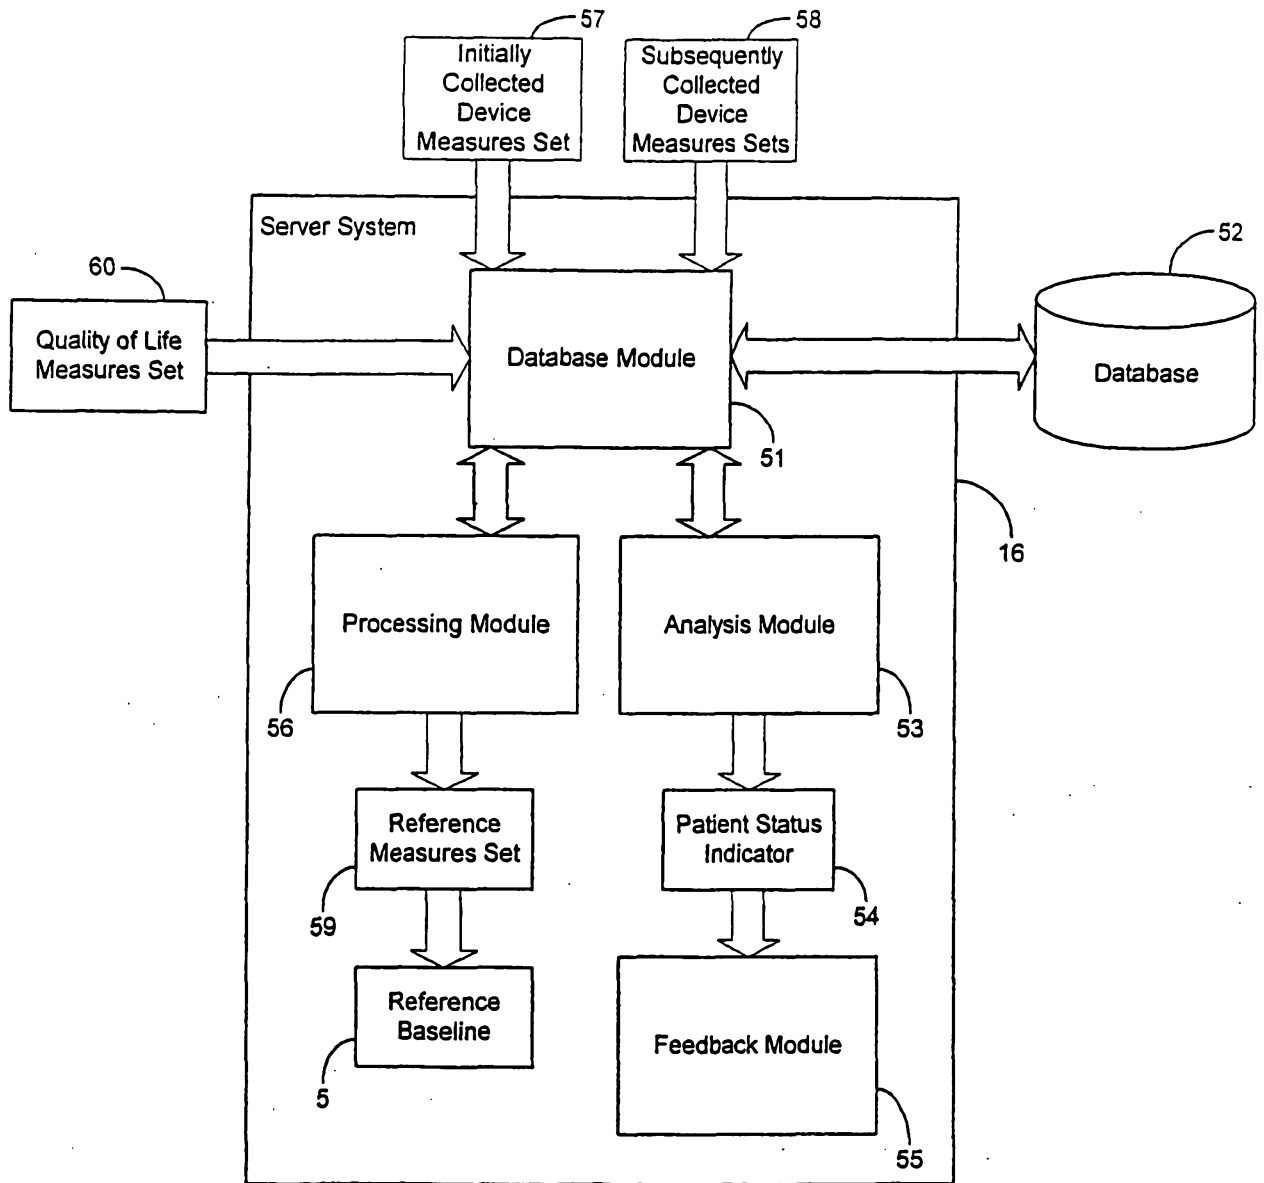 57
58
Initially
Collected
Device
Measures Set
Subsequently
Collected
Device
Measures Sets
Server System
60
52
Quality of Life
Measures Set
Database Module
Database
51
16
Processing Module
Analysis Module
56
53
Reference
Measures Set
Patient Status
Indicator
59
54
Reference
Baseline
Feedback Module
5
55